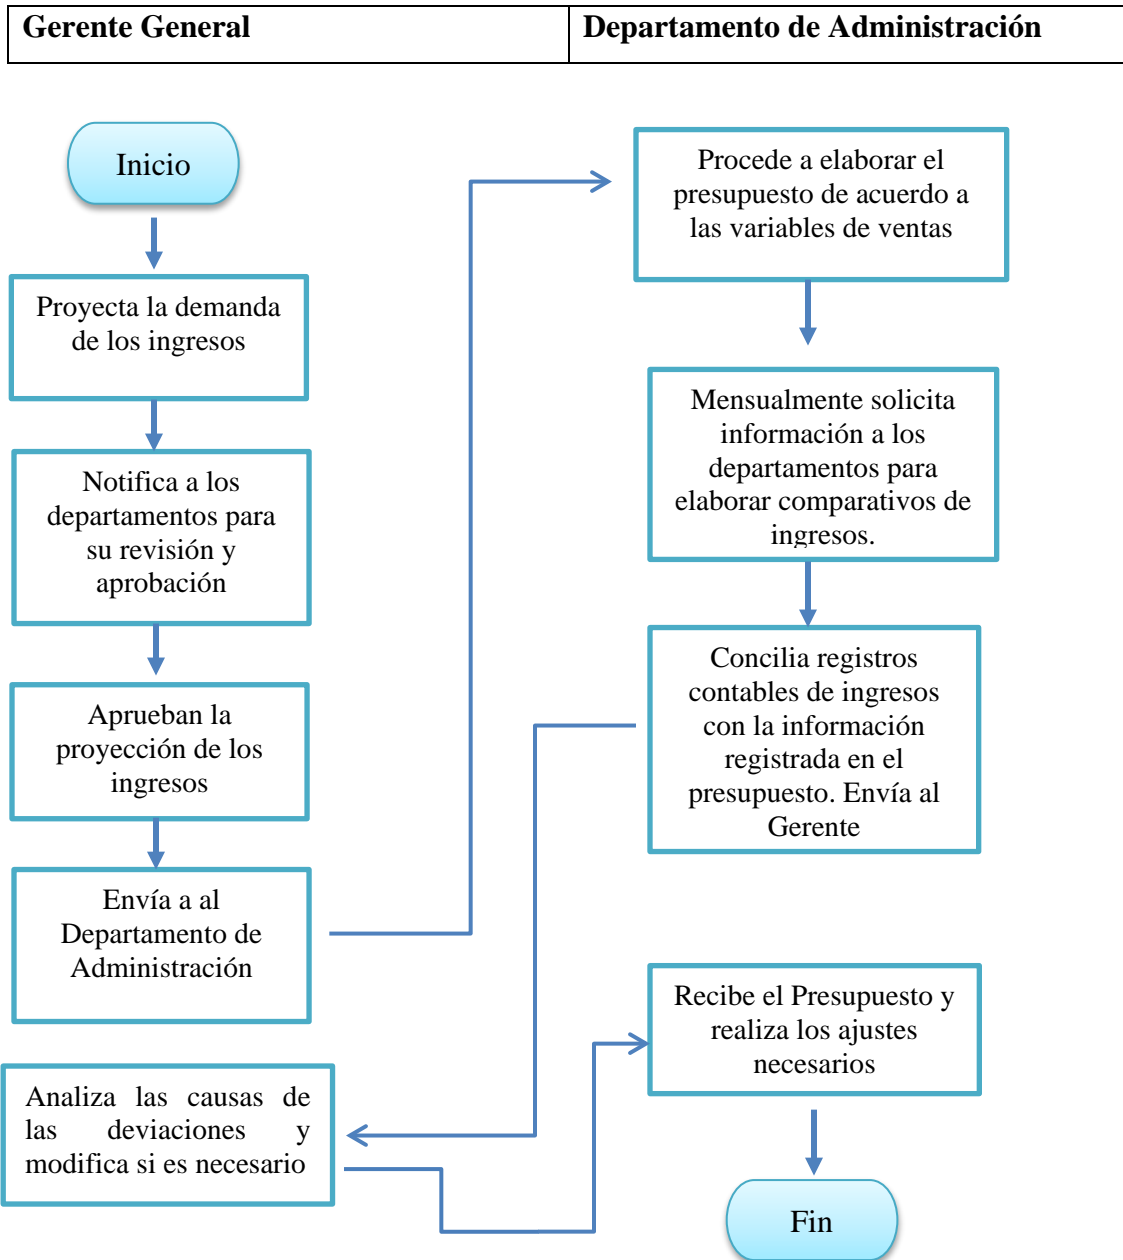 Gerente General
Departamento de Administración
Inicio
Proyecta la demanda
de los ingresos
Notifica a los
departamentos para
su revisión y
aprobación
Aprueban la
proyección de los
ingresos
Envía a al
Departamento de
Administración
Procede a elaborar el
presupuesto de acuerdo a
las variables de ventas
Mensualmente solicita
información a los
departamentos para
elaborar comparativos de
ingresos.
Concilia registros
contables de ingresos
con la información
registrada en el
presupuesto. Envía al
Gerente
Analiza las causas de
las deviaciones y
modifica si es necesario
Recibe el Presupuesto y
realiza los ajustes
necesarios
Fin